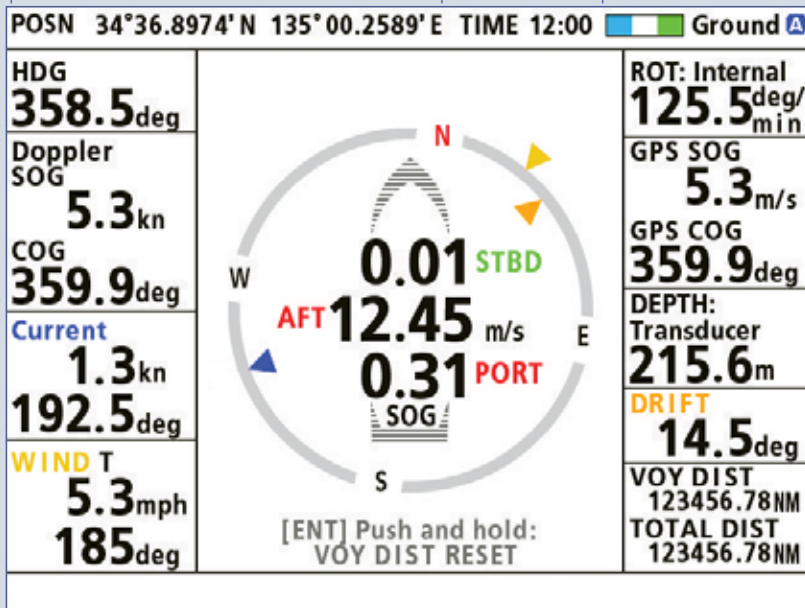 POSN 34°36.8974'N 135°00.2589'E TIME 12:00 Ground A
HDG
358.5deg
Doppler
SOG
5.3kn
COG
359.9deg
Current
1.3kn
192.5deg
WIND T
5.3mph
185deg
N
W
E
S
0.01 STBD
AFT 12.45 m/s
0.31 PORT
SOG
[ENT] Push and hold:
VOY DIST RESET
ROT: Internal
125.5deg/min
GPS SOG
5.3m/s
GPS COG
359.9deg
DEPTH:
Transducer
215.6m
DRIFT
14.5deg
VOY DIST
123456.78NM
TOTAL DIST
123456.78NM